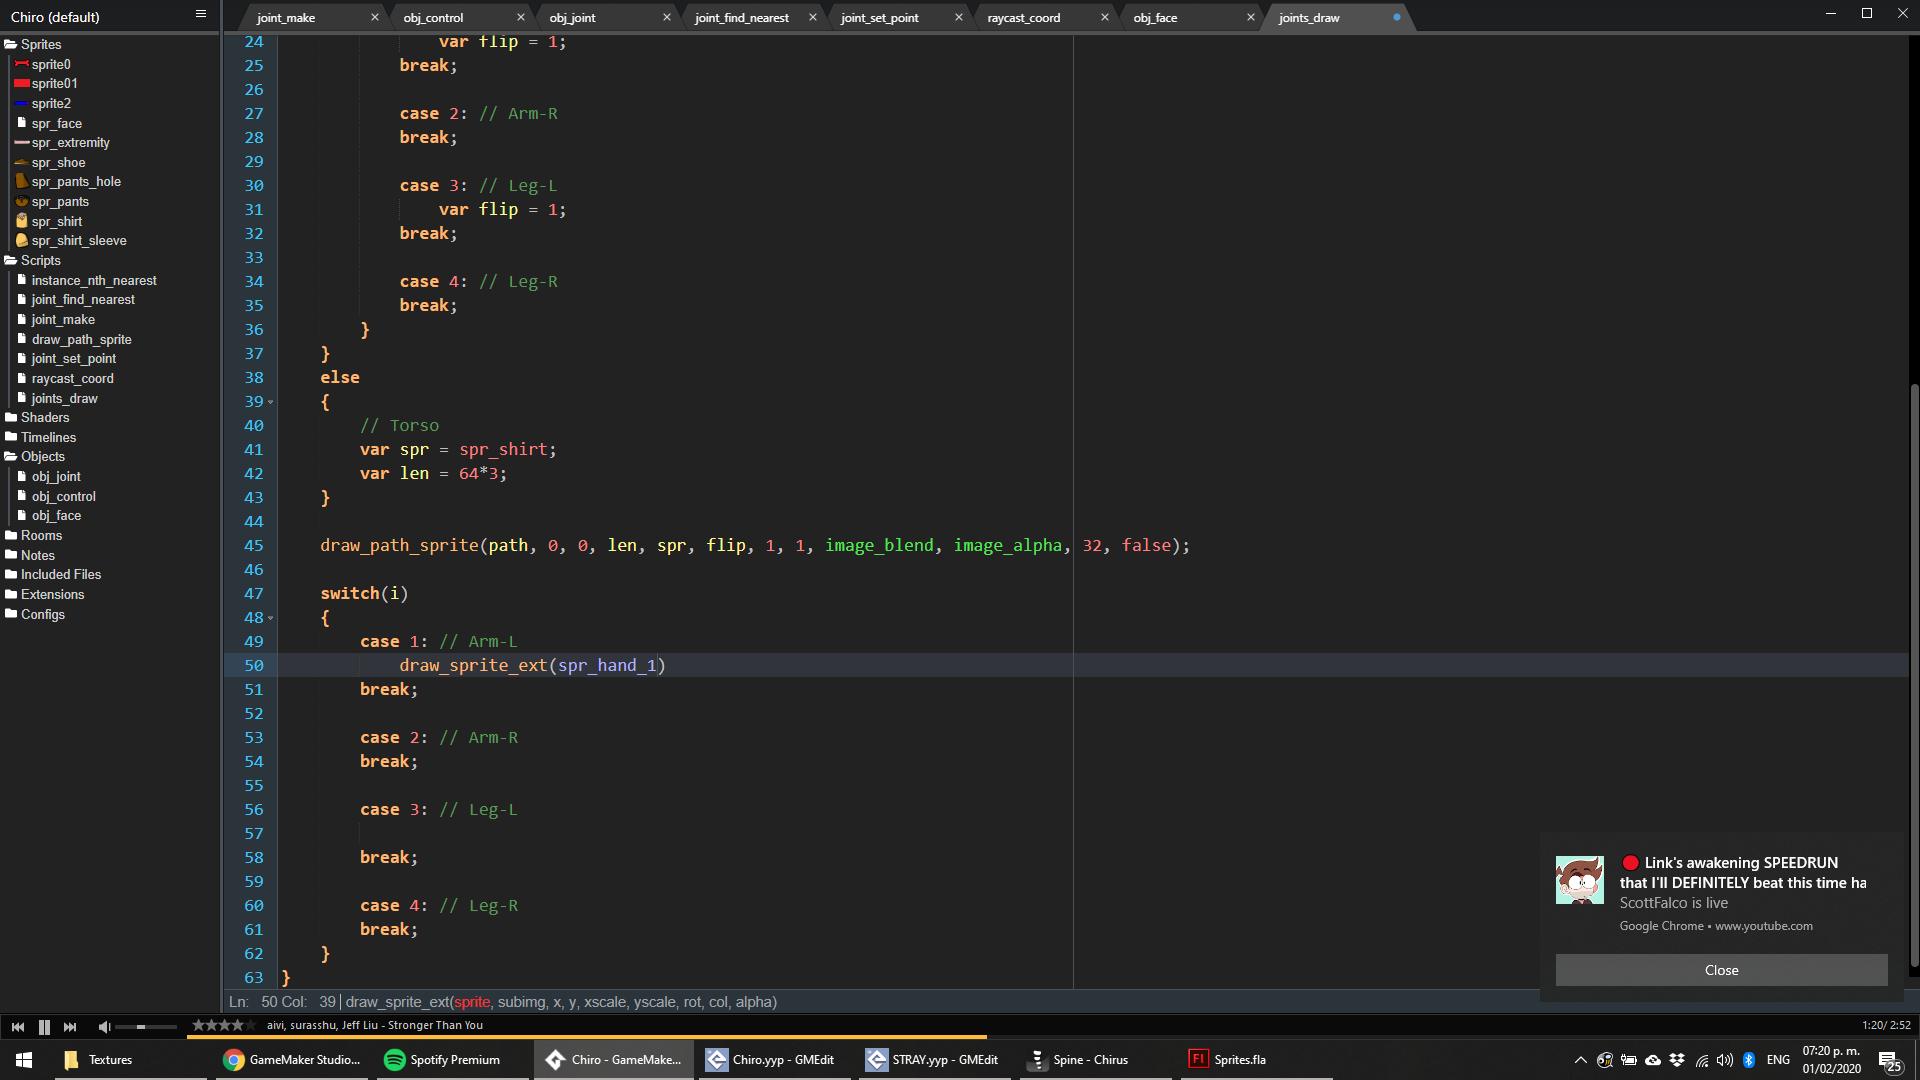 Chiro (default)
joint_make
obj_control
obj_joint
joint_find_nearest
joint_set_point
raycast_coord
obj_face
joints_draw
Sprites
sprite0
sprite01
sprite2
spr_face
spr_extremity
spr_shoe
spr_pants_hole
spr_pants
spr_shirt
spr_shirt_sleeve
Scripts
instance_nth_nearest
joint_find_nearest
joint_make
draw_path_sprite
joint_set_point
raycast_coord
joints_draw
Shaders
Timelines
Objects
obj_joint
obj_control
obj_face
Rooms
Notes
Included Files
Extensions
Configs
24 var flip = 1;
25 break;
26
27 case 2: // Arm-R
28 break;
29
30 case 3: // Leg-L
31 var flip = 1;
32 break;
33
34 case 4: // Leg-R
35 break;
36 }
37 }
38 else
39 {
40 // Torso
41 var spr = spr_shirt;
42 var len = 64*3;
43 }
44
45 draw_path_sprite(path, 0, 0, len, spr, flip, 1, 1, image_blend, image_alpha, 32, false);
46
47 switch(i)
48 {
49 case 1: // Arm-L
50 draw_sprite_ext(spr_hand_1)
51 break;
52
53 case 2: // Arm-R
54 break;
55
56 case 3: // Leg-L
57
58 break;
59
60 case 4: // Leg-R
61 break;
62 }
63 }
Ln: 50 Col: 39 draw_sprite_ext(sprite, subimg, x, y, xscale, yscale, rot, col, alpha)
Link's awakening SPEEDRUN
that I'll DEFINITELY beat this time ha
ScottFalco is live
Google Chrome • www.youtube.com
Close
aivi, surasshu, Jeff Liu - Stronger Than You
1:20/ 2:52
Textures
GameMaker Studio...
Spotify Premium
Chiro - GameMake...
Chiro.yyp - GMEdit
STRAY.yyp - GMEdit
Spine - Chirus
Fl
Sprites.fla
ENG
07:20 p. m.
01/02/2020
25